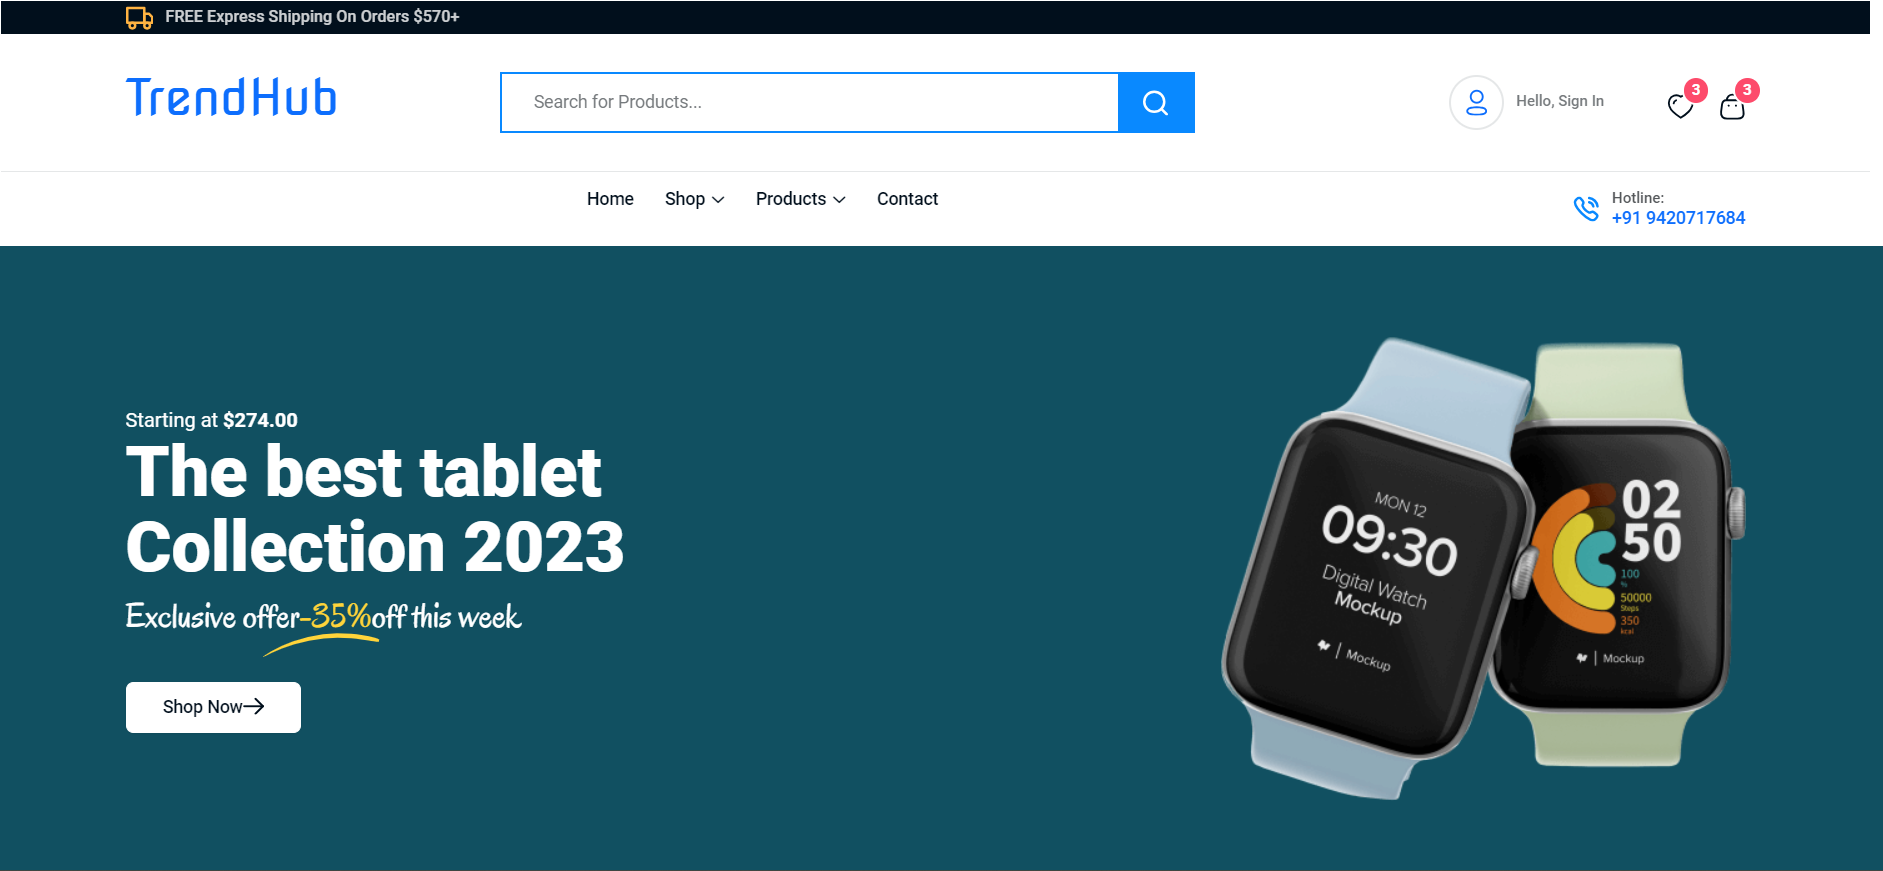 FREE Express Shipping On Orders $570+
TrendHub
Search for Products...
Hello, Sign In
3
3
Home
Shop
Products
Contact
Hotline:
+91 9420717684
Starting at $274.00
The best tablet
Collection 2023
Exclusive offer-35%off this week
Shop Now
MON 12
09:30
Digital Watch
Mockup
Mockup
02
50
100
%
50000
Steps
350
kcal
Mockup